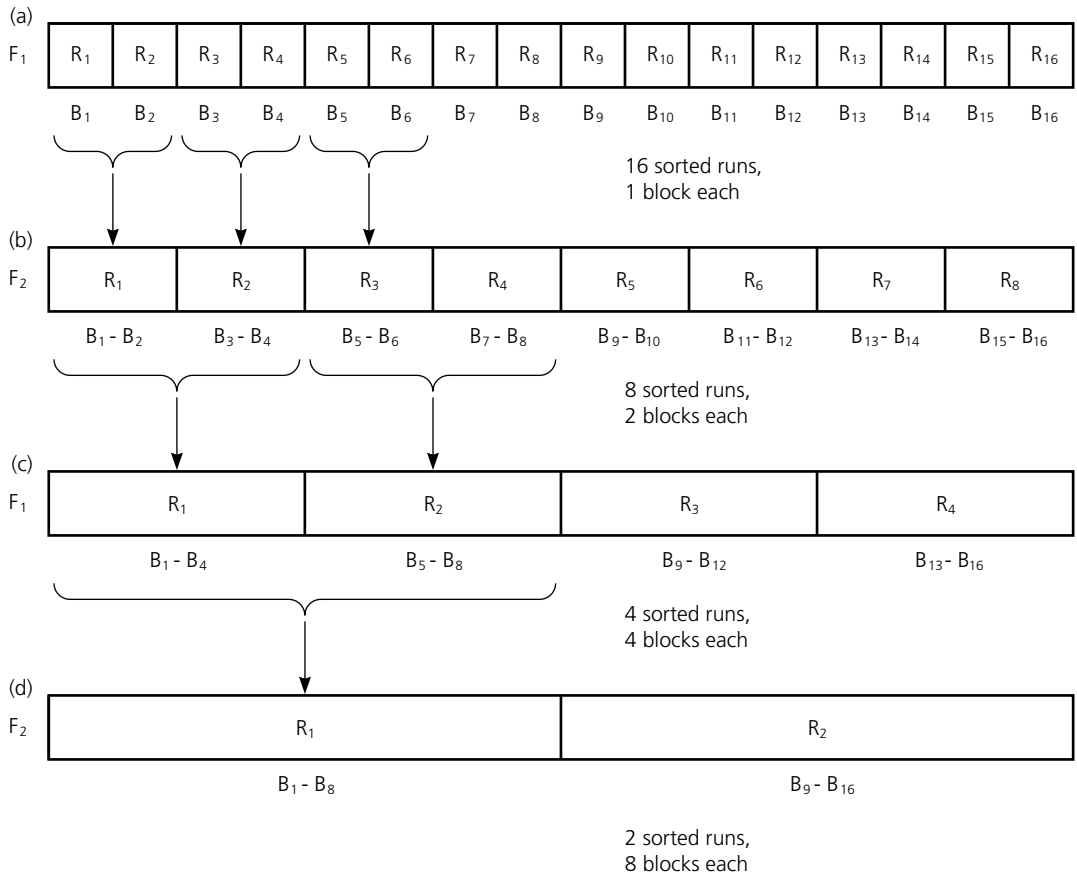 (a)
F₁ R₁ R₂ R₃ R₄ R₅ R₆ R₇ R₈ R₉ R₁₀ R₁₁ R₁₂ R₁₃ R₁₄ R₁₅ R₁₆
B₁ B₂ B₃ B₄ B₅ B₆ B₇ B₈ B₉ B₁₀ B₁₁ B₁₂ B₁₃ B₁₄ B₁₅ B₁₆
16 sorted runs,
1 block each
(b)
F₂ R₁ R₂ R₃ R₄ R₅ R₆ R₇ R₈
B₁ - B₂ B₃ - B₄ B₅ - B₆ B₇ - B₈ B₉ - B₁₀ B₁₁ - B₁₂ B₁₃ - B₁₄ B₁₅ - B₁₆
8 sorted runs,
2 blocks each
(c)
F₁ R₁ R₂ R₃ R₄
B₁ - B₄ B₅ - B₈ B₉ - B₁₂ B₁₃ - B₁₆
4 sorted runs,
4 blocks each
(d)
F₂ R₁ R₂
B₁ - B₈ B₉ - B₁₆
2 sorted runs,
8 blocks each